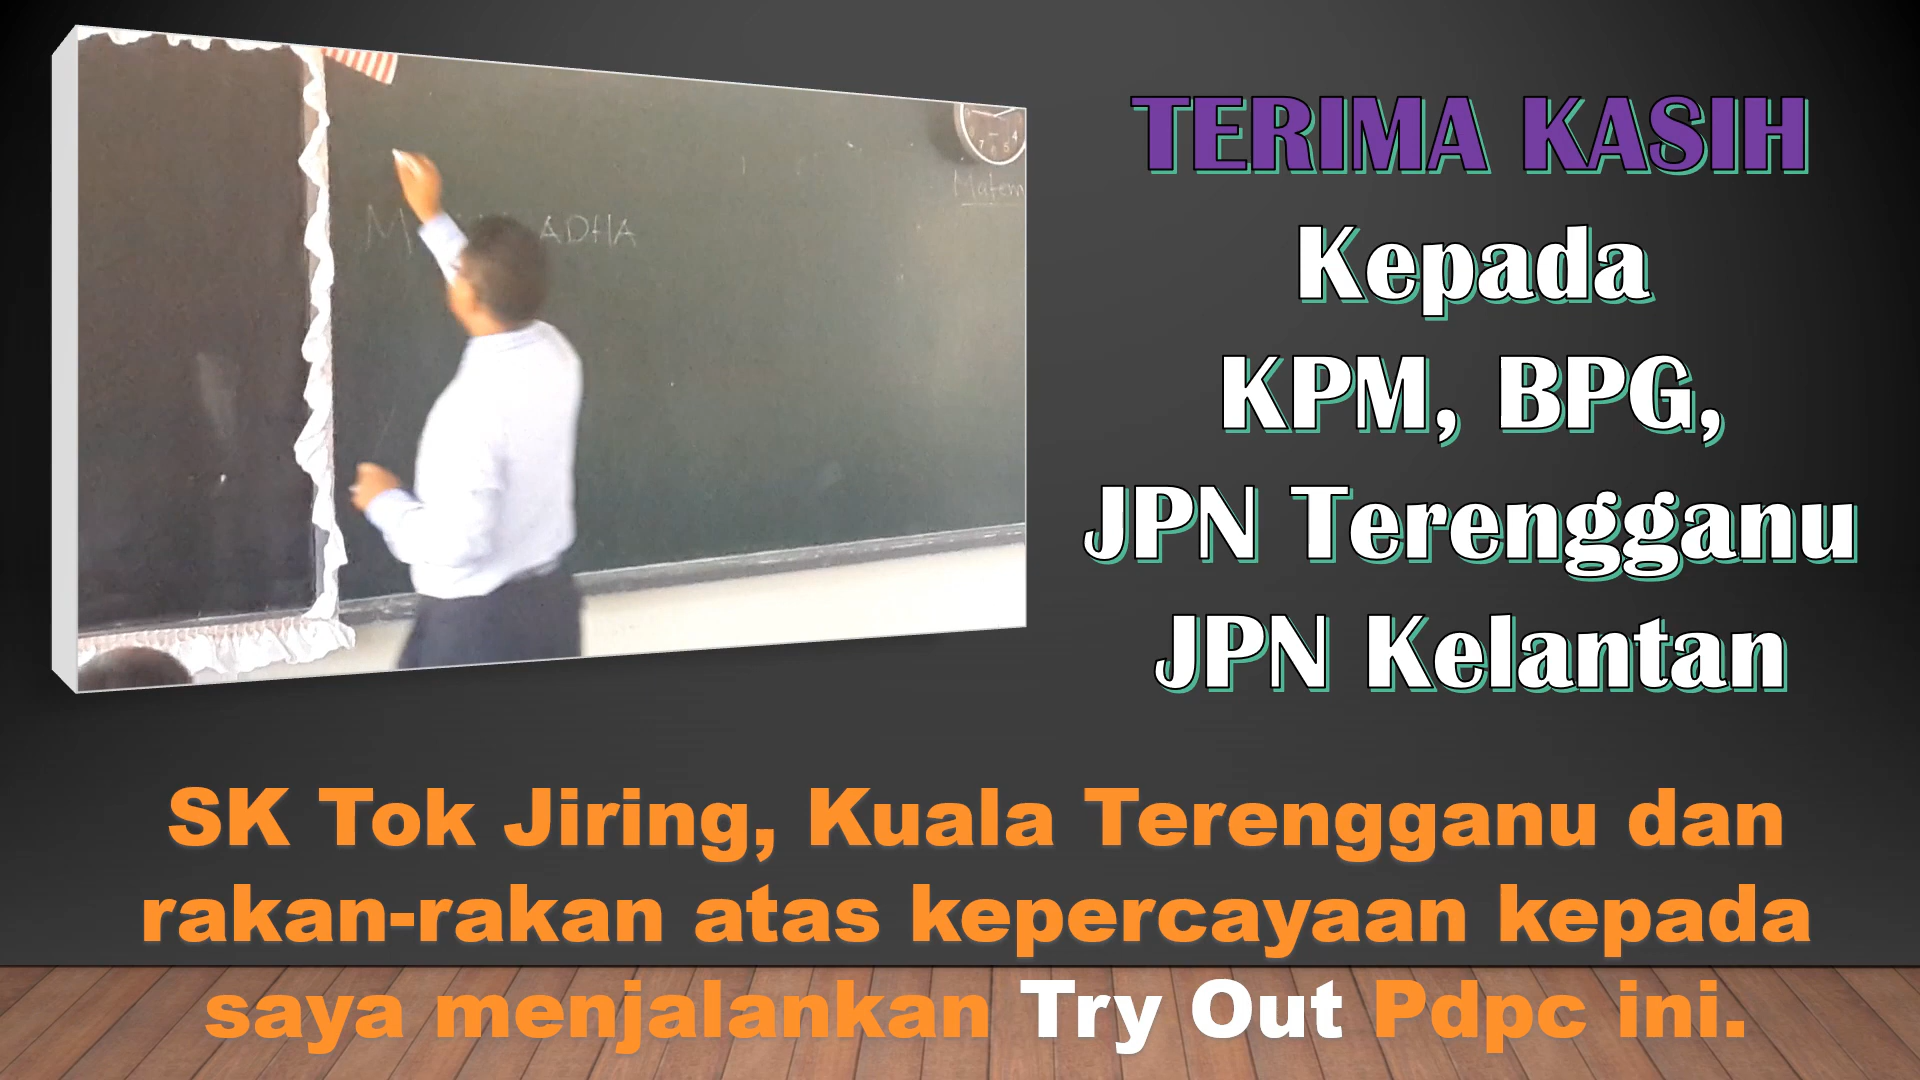 TERIMA KASIH
Kepada
KPM, BPG,
JPN Terengganu
JPN Kelantan
ADHA
SK Tok Jiring, Kuala Terengganu dan
rakan-rakan atas kepercayaan kepada
saya menjalankan Try Out Pdpc ini.